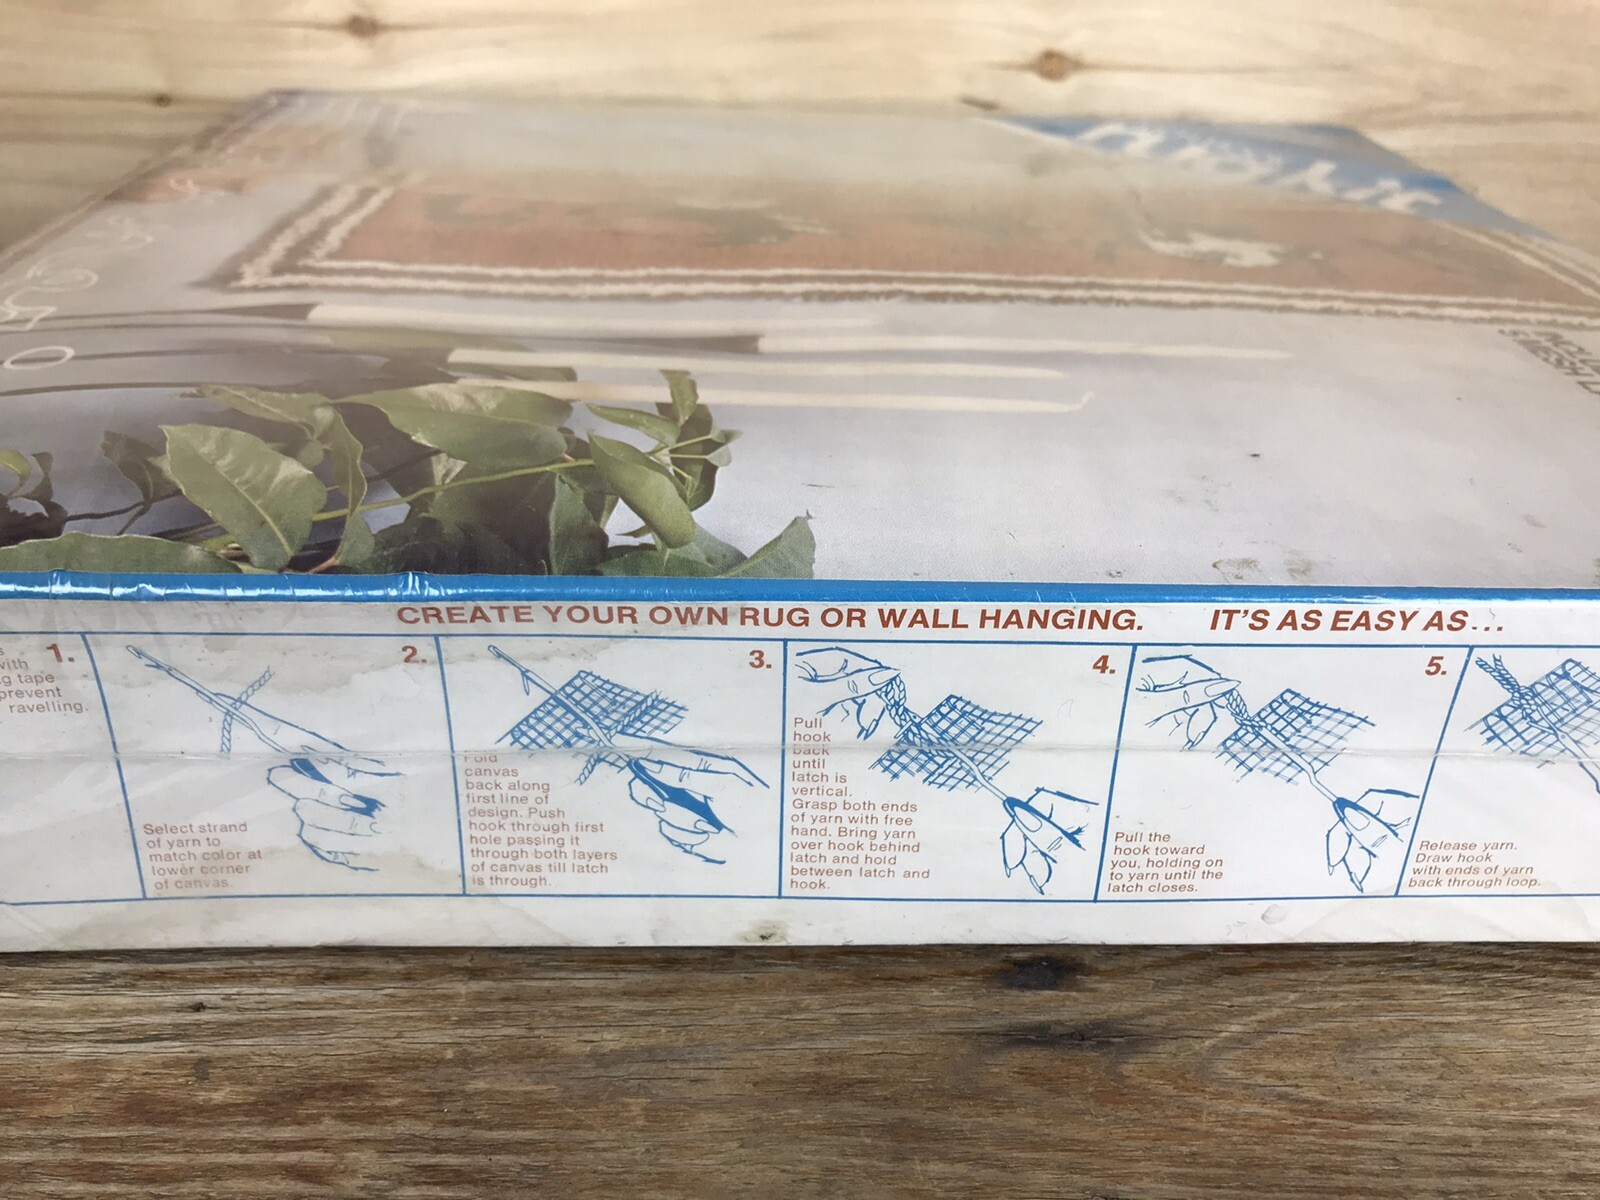 CREATE YOUR OWN RUG OR WALL HANGING. IT'S AS EASY AS...
with
tape
prevent
ravelling.
1.
Select strand
of yarn to
match color at
lower corner
of canvas.
2.
Fold
canvas
back along
first line of
design. Push
hook through first
hole passing it
through both layers
of canvas till latch
is through.
3.
Pull
hook
back
until
latch is
vertical.
Grasp both ends
of yarn with free
hand. Bring yarn
over hook behind
latch and hold
between latch and
hook.
4.
Pull the
hook toward
you, holding on
to yarn until the
latch closes.
5.
Release yarn.
Draw hook
with ends of yarn
back through loop.